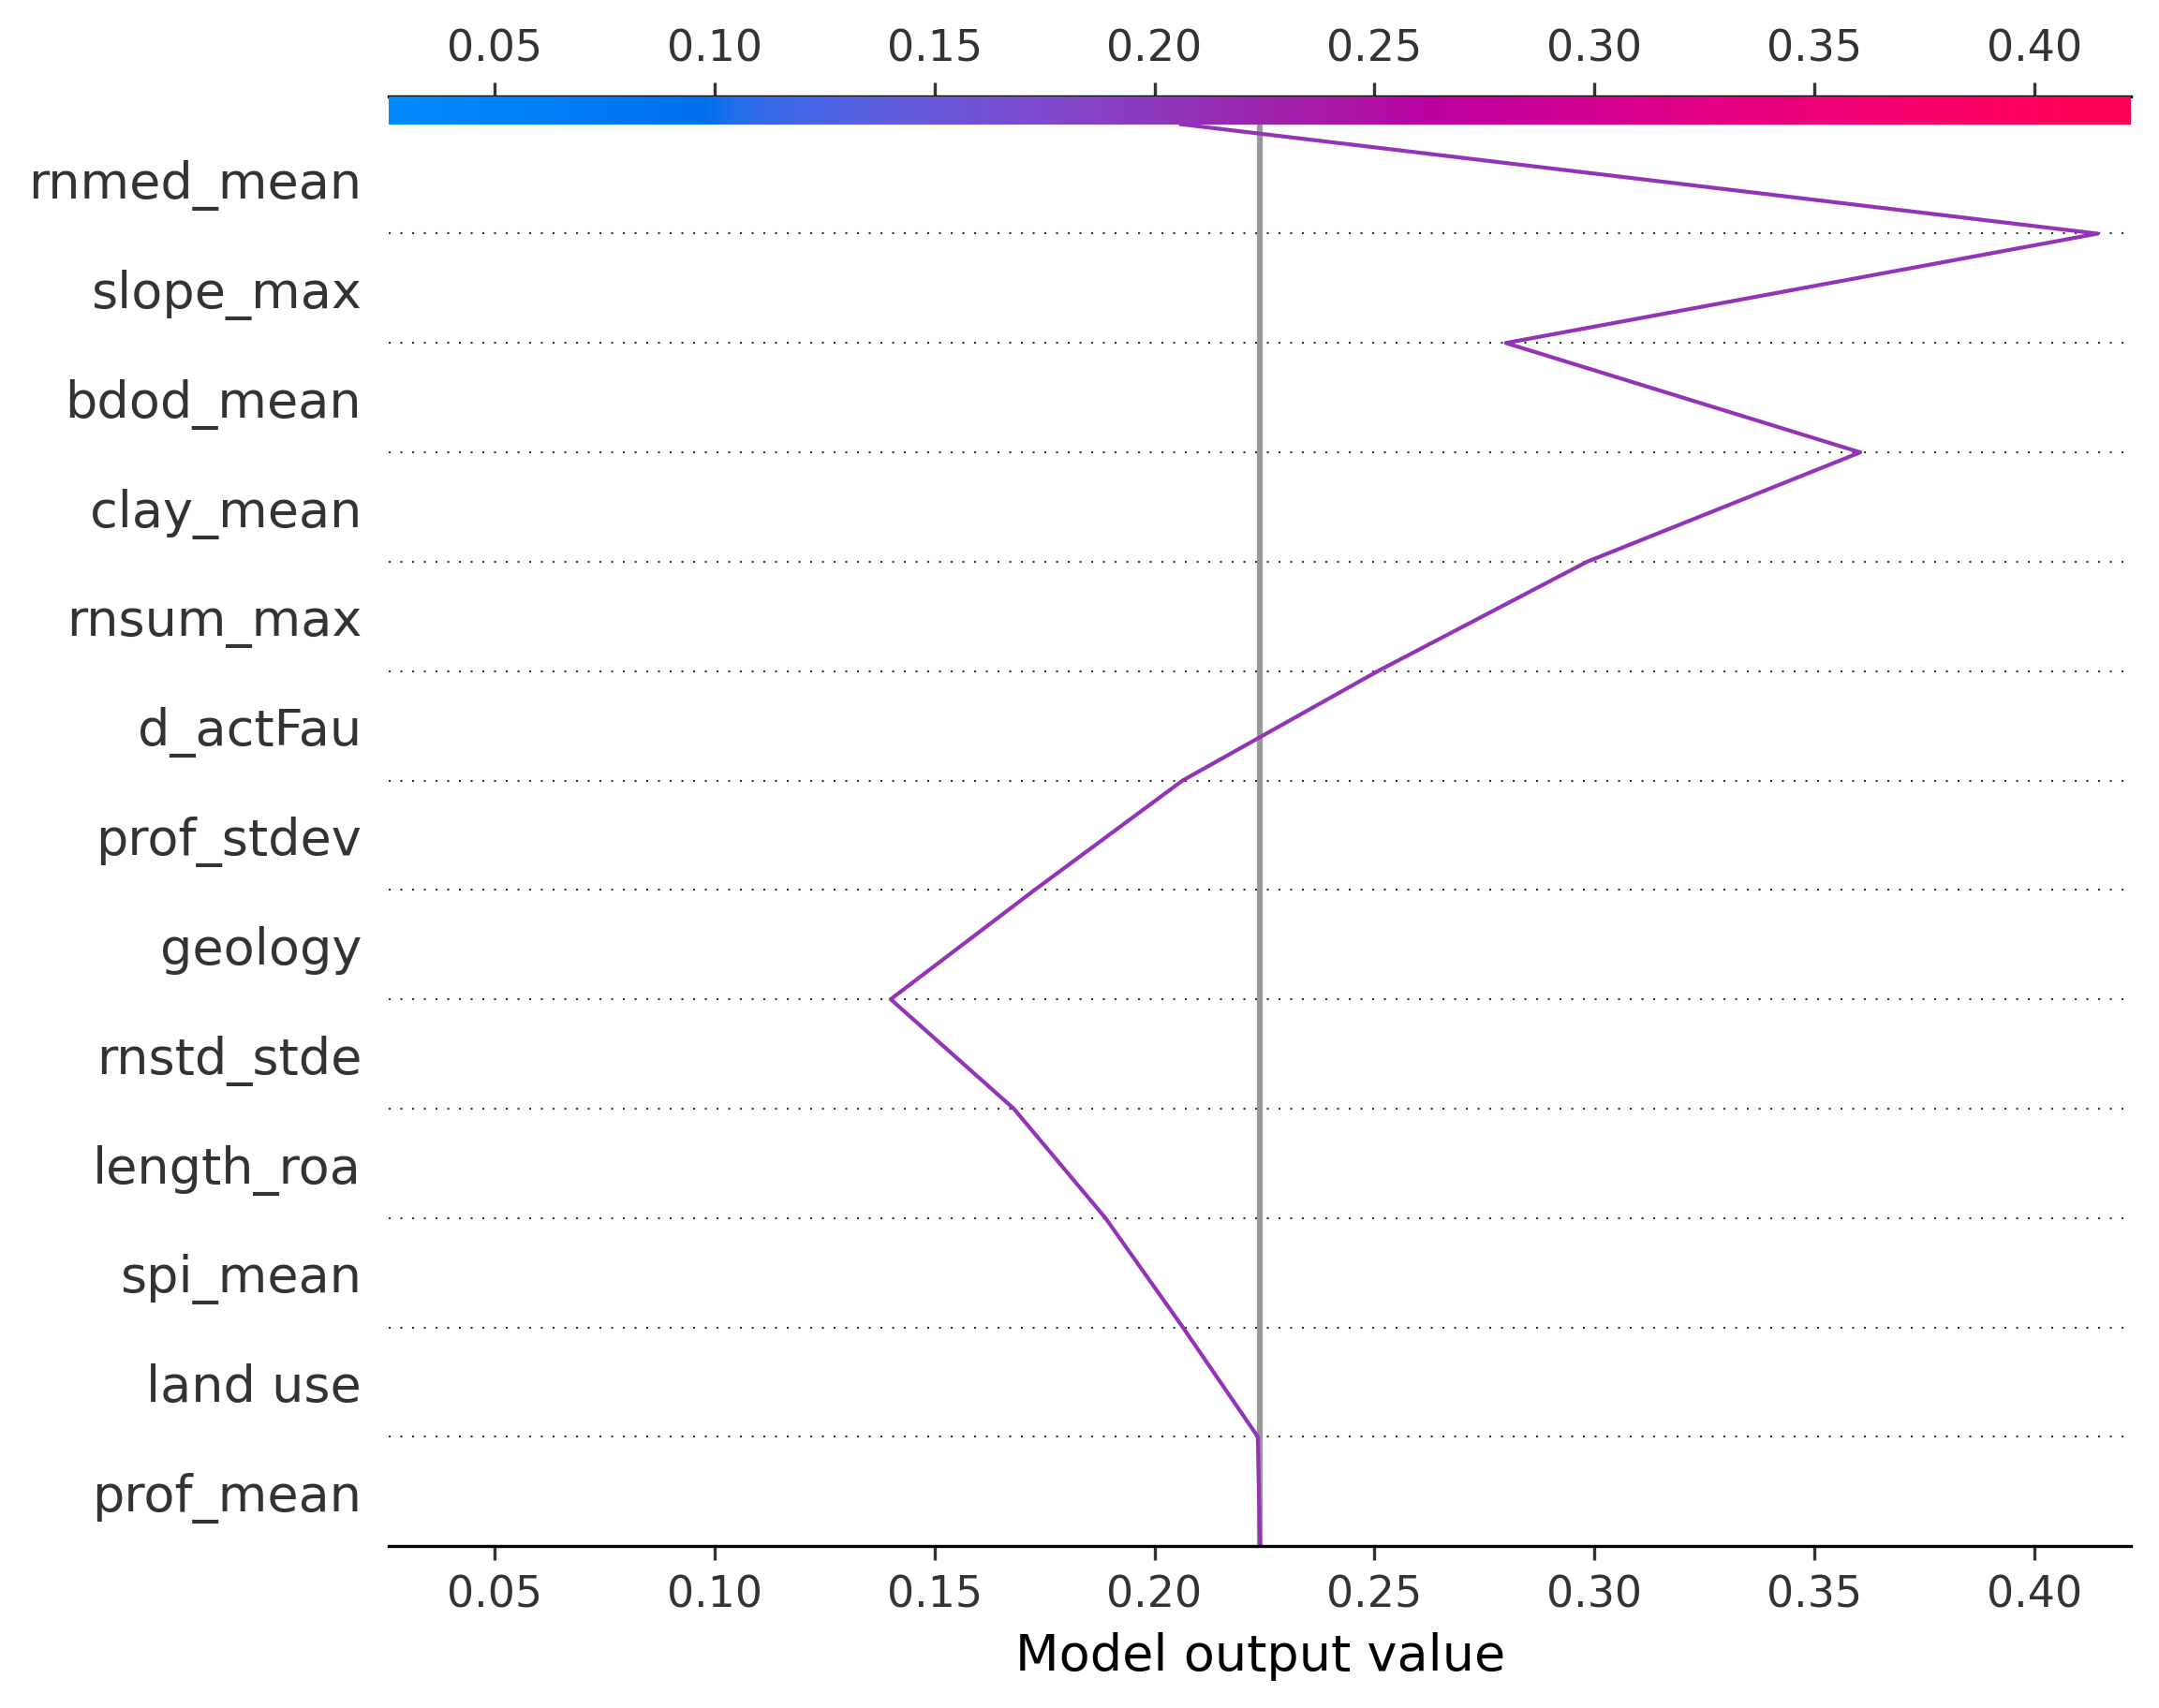 0.05 0.10 0.15 0.20 0.25 0.30 0.35 0.40
rnmed_mean
slope_max
bdod_mean
clay_mean
rnsum_max
d_actFau
prof_stdev
geology
rnstd_stde
length_roa
spi_mean
land use
prof_mean
0.05 0.10 0.15 0.20 0.25 0.30 0.35 0.40
Model output value